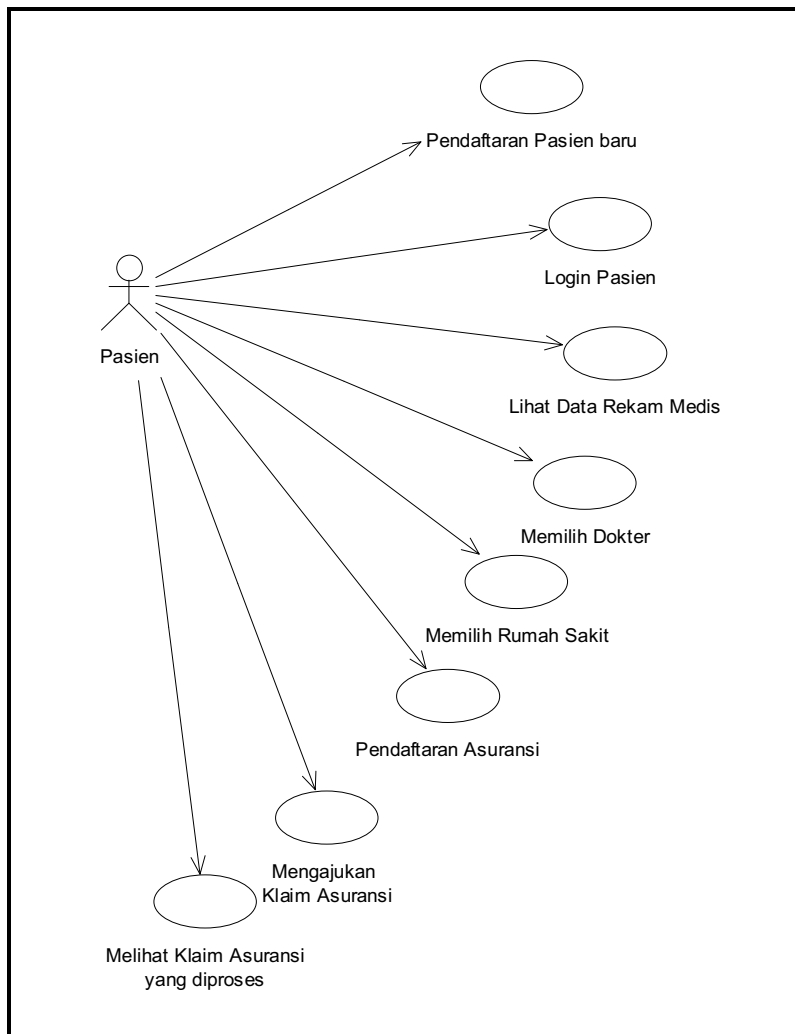 Pendaftaran Pasien baru
Login Pasien
Pasien
Lihat Data Rekam Medis
Memilih Dokter
Memilih Rumah Sakit
Pendaftaran Asuransi
Mengajukan
Klaim Asuransi
Melihat Klaim Asuransi
yang diproses